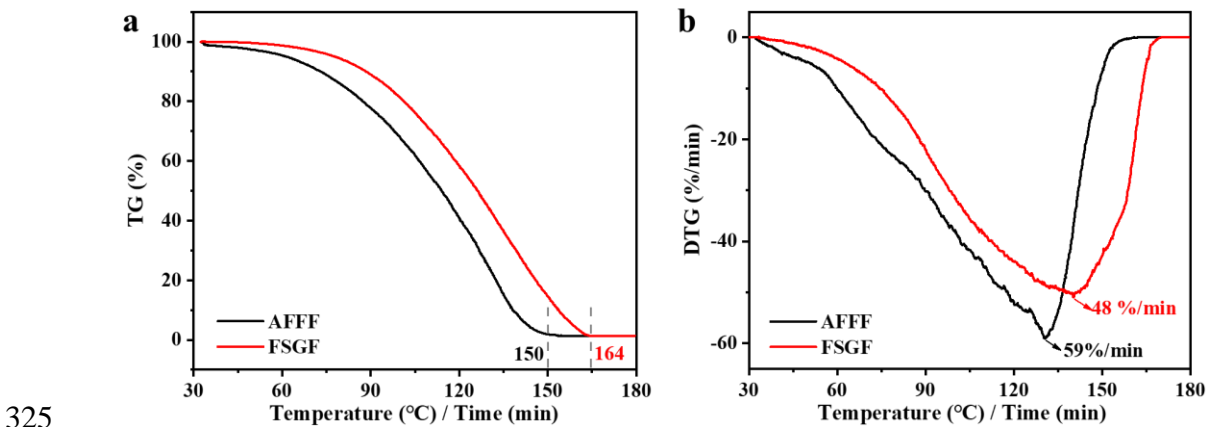 a
100
80
60
40
20
0
TG (%)
AFFF
FSGF
150
164
30
60
90
120
150
180
Temperature (°C) / Time (min)
b
0
-20
-40
-60
DTG (%/min)
AFFF
FSGF
48 %/min
59%/min
30
60
90
120
150
180
Temperature (°C) / Time (min)
325